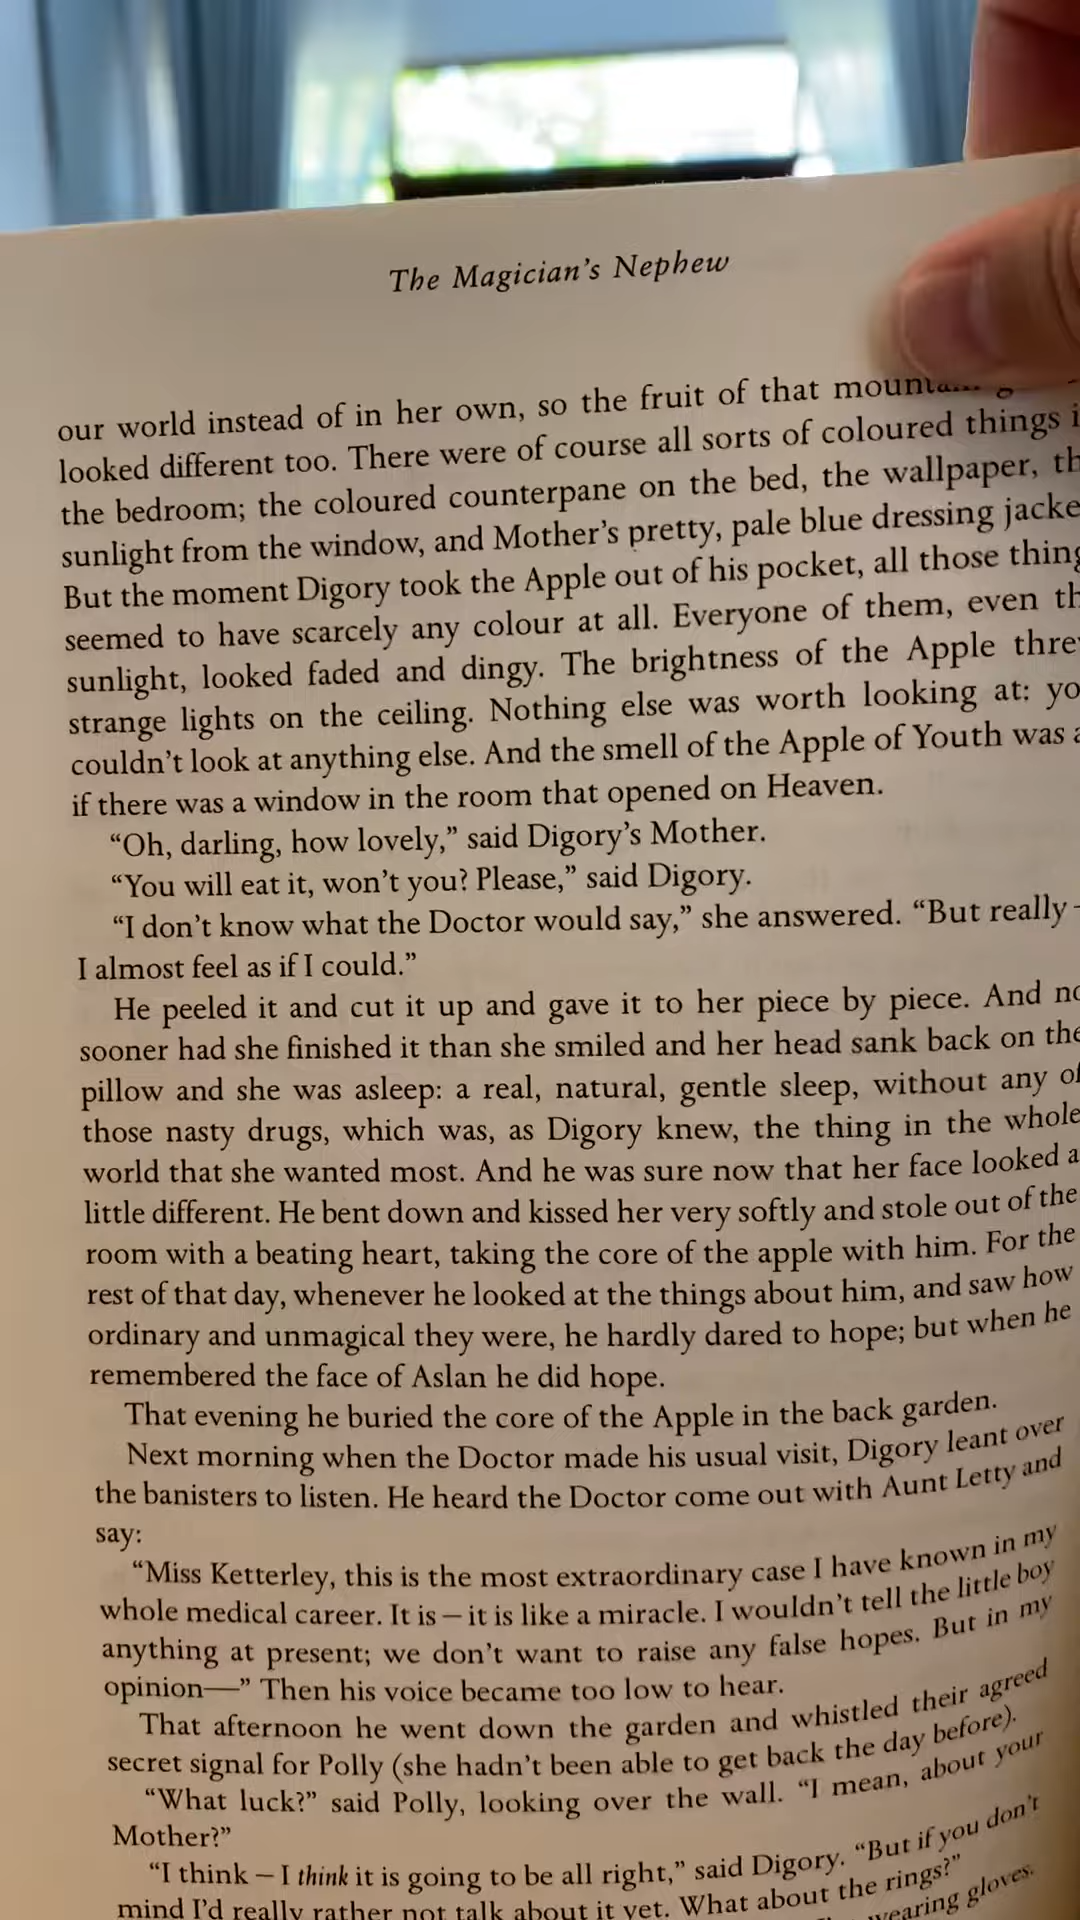 The Magician's Nephew
our world instead of in her own, so the fruit of that
looked different too. There were of course all sorts of coloured things
the bedroom; the coloured counterpane on the bed, the wallpaper,
sunlight from the window, and Mother's pretty, pale blue dressing
But the moment Digory took the Apple out of his pocket, all those
seemed to have scarcely any colour at all. Everyone of them, even
sunlight, looked faded and dingy. The brightness of the Apple
strange lights on the ceiling. Nothing else was worth looking at:
couldn't look at anything else. And the smell of the Apple of Youth was
if there was a window in the room that opened on Heaven.
“Oh, darling, how lovely,” said Digory's Mother.
“You will eat it, won't you? Please,” said Digory.
“I don't know what the Doctor would say,” she answered. “But really –
I almost feel as if I could.”
He peeled it and cut it up and gave it to her piece by piece. And no
sooner had she finished it than she smiled and her head sank back on the
pillow and she was asleep: a real, natural, gentle sleep, without any of
those nasty drugs, which was, as Digory knew, the thing in the whole
world that she wanted most. And he was sure now that her face looked a
little different. He bent down and kissed her very softly and stole out of the
room with a beating heart, taking the core of the apple with him. For the
rest of that day, whenever he looked at the things about him, and saw how
ordinary and unmagical they were, he hardly dared to hope; but when he
remembered the face of Aslan he did hope.
That evening he buried the core of the Apple in the back garden.
Next morning when the Doctor made his usual visit, Digory leant over
the banisters to listen. He heard the Doctor come out with Aunt Letty and
say:
“Miss Ketterley, this is the most extraordinary case I have known in my
whole medical career. It is – it is like a miracle. I wouldn't tell the little boy
anything at present; we don't want to raise any false hopes. But in my
opinion—” Then his voice became too low to hear.
That afternoon he went down the garden and whistled their agreed
secret signal for Polly (she hadn't been able to get back the day before).
“What luck?” said Polly, looking over the wall. “I mean, about your
Mother?”
“I think – I think it is going to be all right,” said Digory. “But if you don't
mind I'd really rather not talk about it yet. What about the rings?”
wearing gloves.